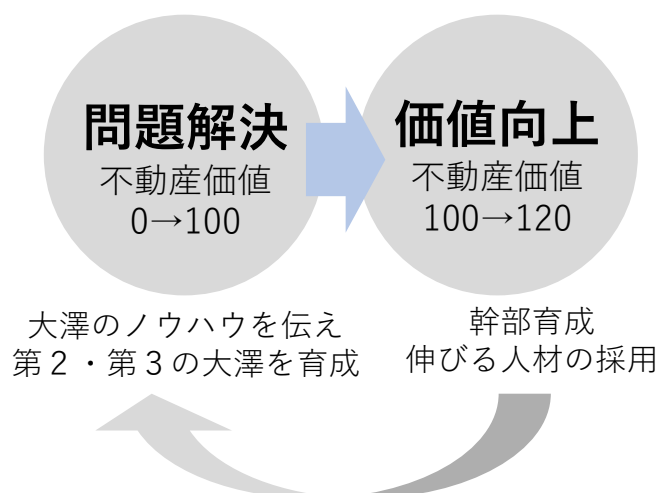 問題解決
不動産価値
0→100
価値向上
不動産価値
100→120
大澤のノウハウを伝え
第２・第３の大澤を育成
幹部育成
伸びる人材の採用